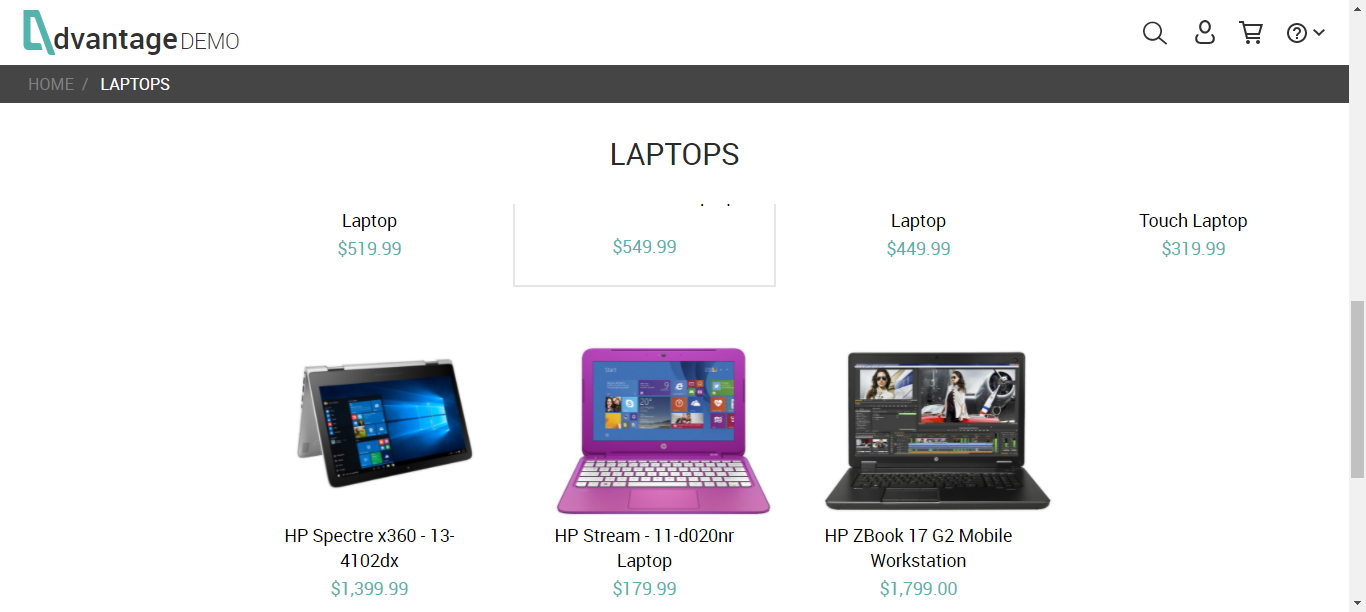 dvantage DEMO
HOME / LAPTOPS
LAPTOPS
Laptop
$519.99
$549.99
Laptop
$449.99
Touch Laptop
$319.99
HP Spectre x360 - 13-
4102dx
$1,399.99
HP Stream - 11-d020nr
Laptop
$179.99
HP ZBook 17 G2 Mobile
Workstation
$1,799.00